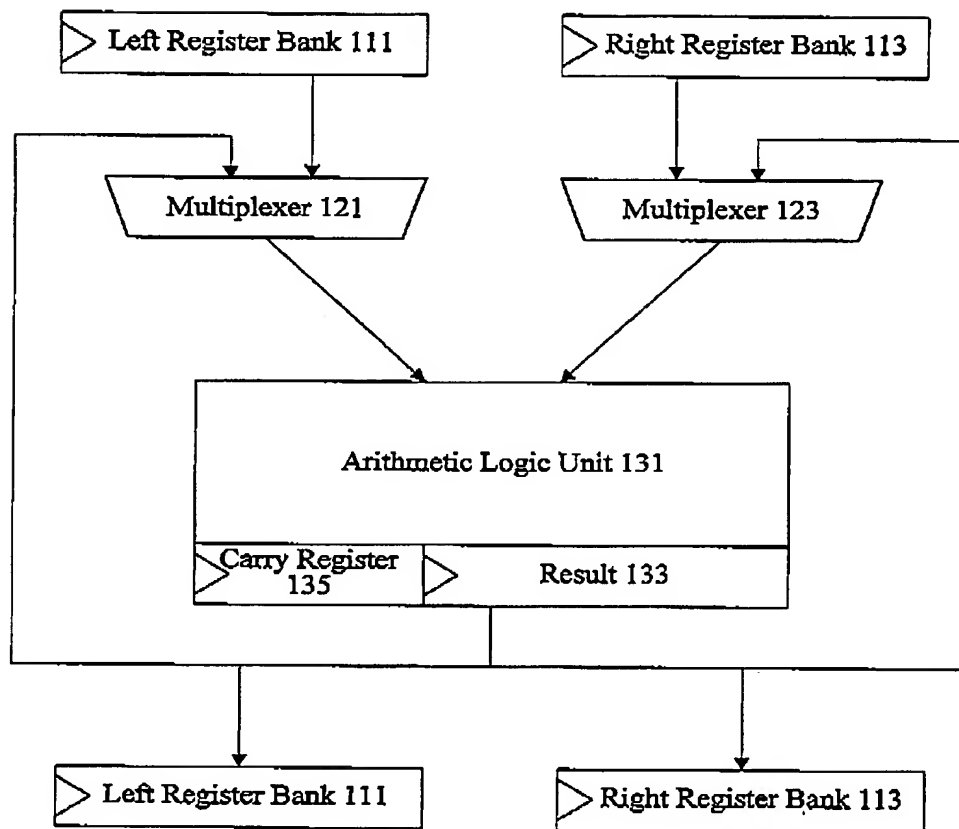 Left Register Bank 111
Right Register Bank 113
Multiplexer 121
Multiplexer 123
Arithmetic Logic Unit 131
Carry Register
135
Result 133
Left Register Bank 111
Right Register Bank 113